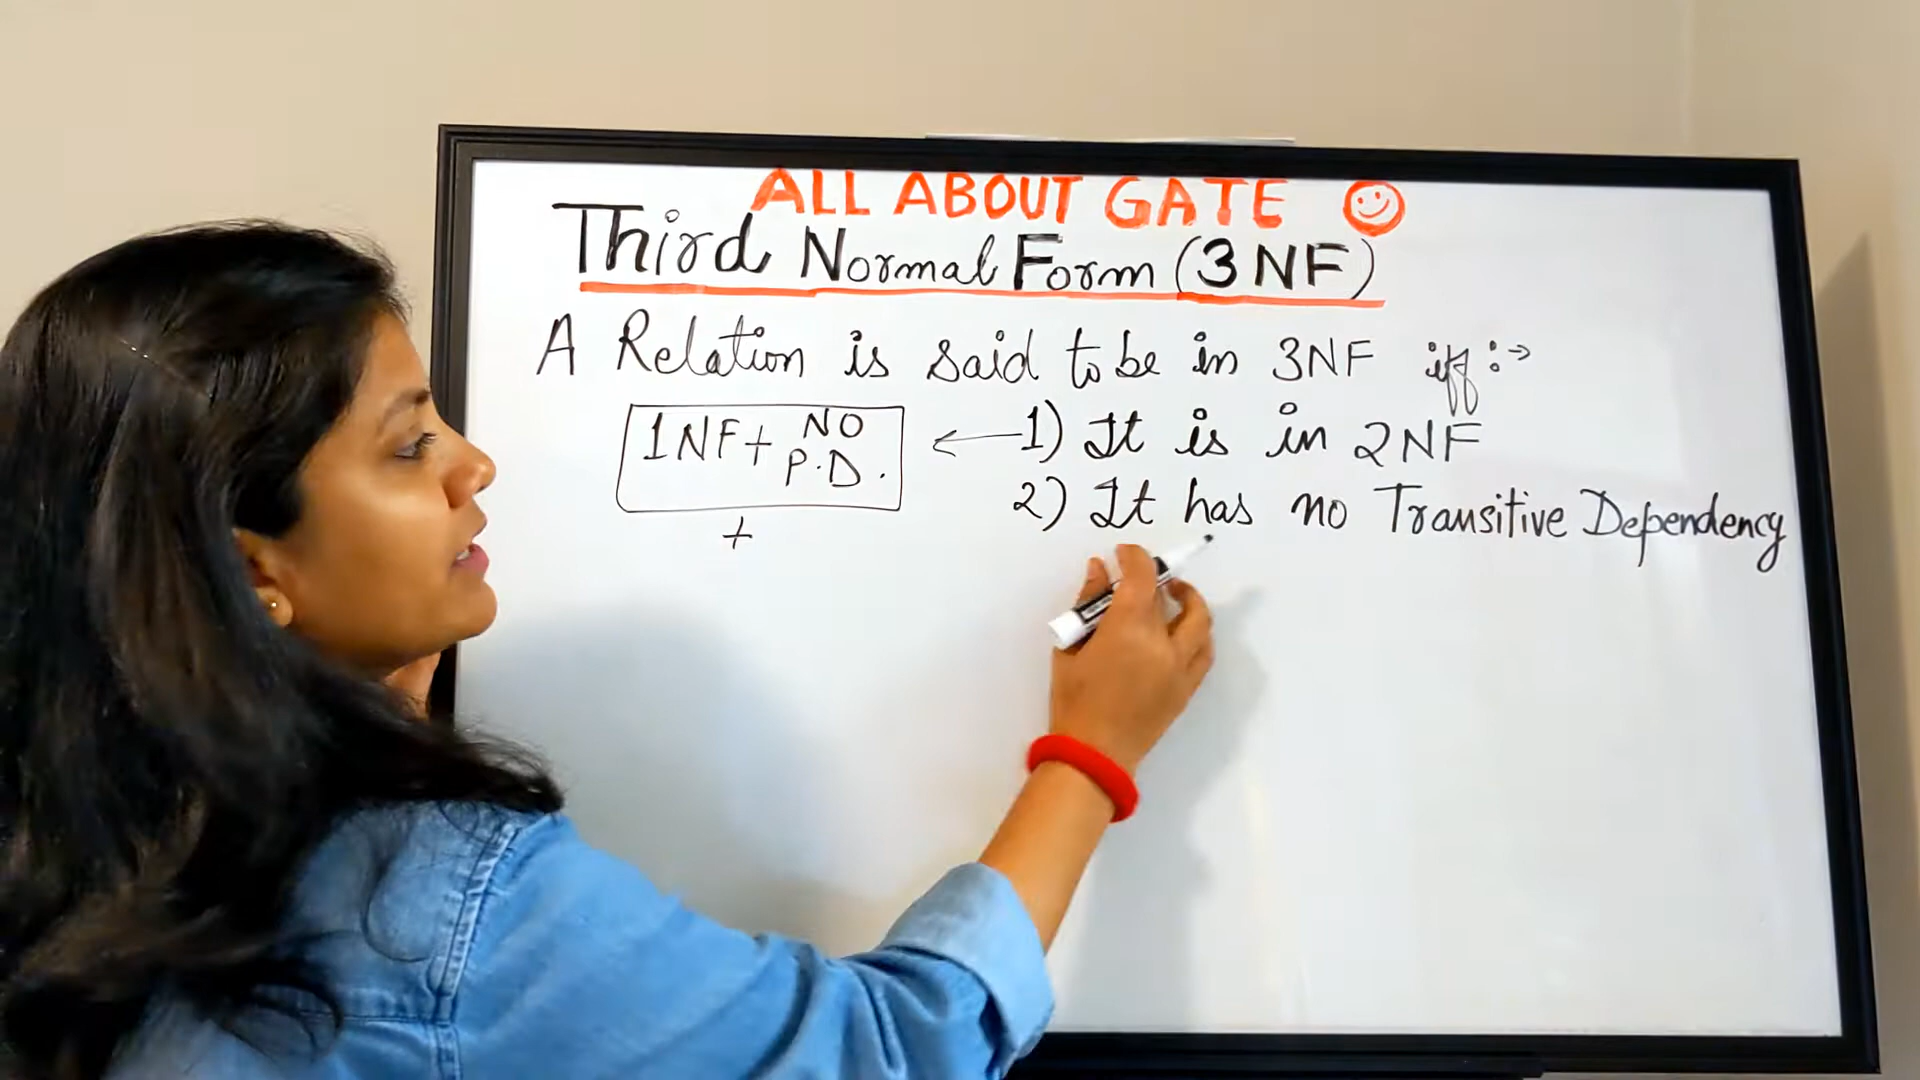 ALL ABOUT GATE
Third Normal Form (3NF)
A Relation is said to be in 3NF iff :→
1NF + NO P.D. ← 1) It is in 2NF
+
2) It has no Transitive Dependency